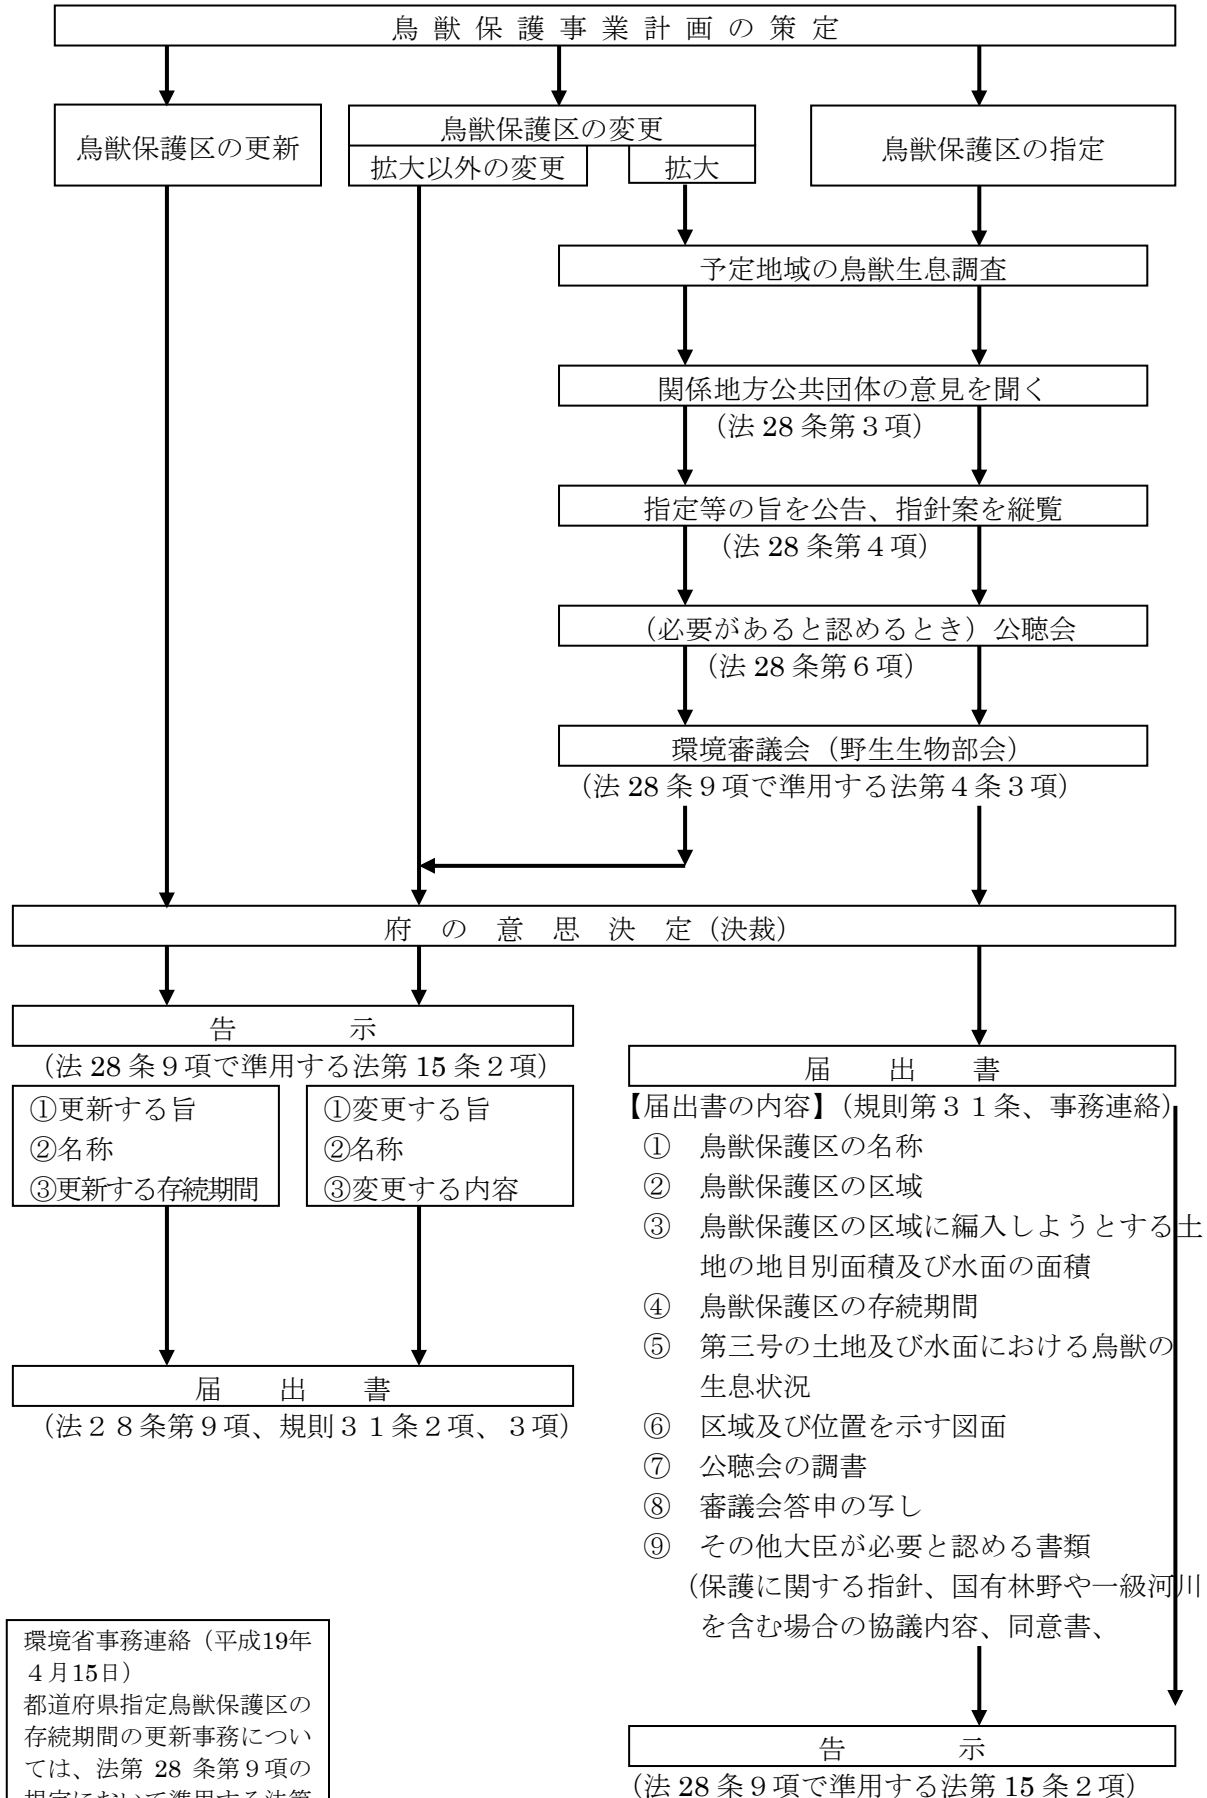 鳥獣保護事業計画の策定
鳥獣保護区の更新
鳥獣保護区の変更
拡大以外の変更
拡大
鳥獣保護区の指定
予定地域の鳥獣生息調査
関係地方公共団体の意見を聞く
（法 28 条第３項）
指定等の旨を公告、指針案を縦覧
（法 28 条第４項）
（必要があると認めるとき）公聴会
（法 28 条第６項）
環境審議会（野生生物部会）
（法 28 条９項で準用する法第４条３項）
府の意思決定（決裁）
告示
（法 28 条９項で準用する法第 15 条２項）
①更新する旨
②名称
③更新する存続期間
①変更する旨
②名称
③変更する内容
届出書
（法２８条第９項、規則３１条２項、３項）
届出書
【届出書の内容】（規則第３１条、事務連絡）
① 鳥獣保護区の名称
② 鳥獣保護区の区域
③ 鳥獣保護区の区域に編入しようとする土
地の地目別面積及び水面の面積
④ 鳥獣保護区の存続期間
⑤ 第三号の土地及び水面における鳥獣の
生息状況
⑥ 区域及び位置を示す図面
⑦ 公聴会の調書
⑧ 審議会答申の写し
⑨ その他大臣が必要と認める書類
（保護に関する指針、国有林野や一級河川
を含む場合の協議内容、同意書、
告示
（法 28 条９項で準用する法第 15 条２項）
環境省事務連絡（平成19年
４月15日）
都道府県指定鳥獣保護区の
存続期間の更新事務につい
ては、法第 28 条第９項の
規定において準用する法第